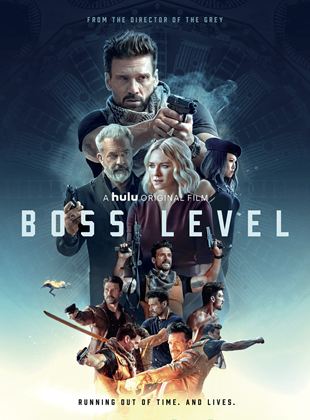 FROM THE DIRECTOR OF THE GREY
A hulu ORIGINAL FILM
BOSS LEVEL
RUNNING OUT OF TIME. AND LIVES.